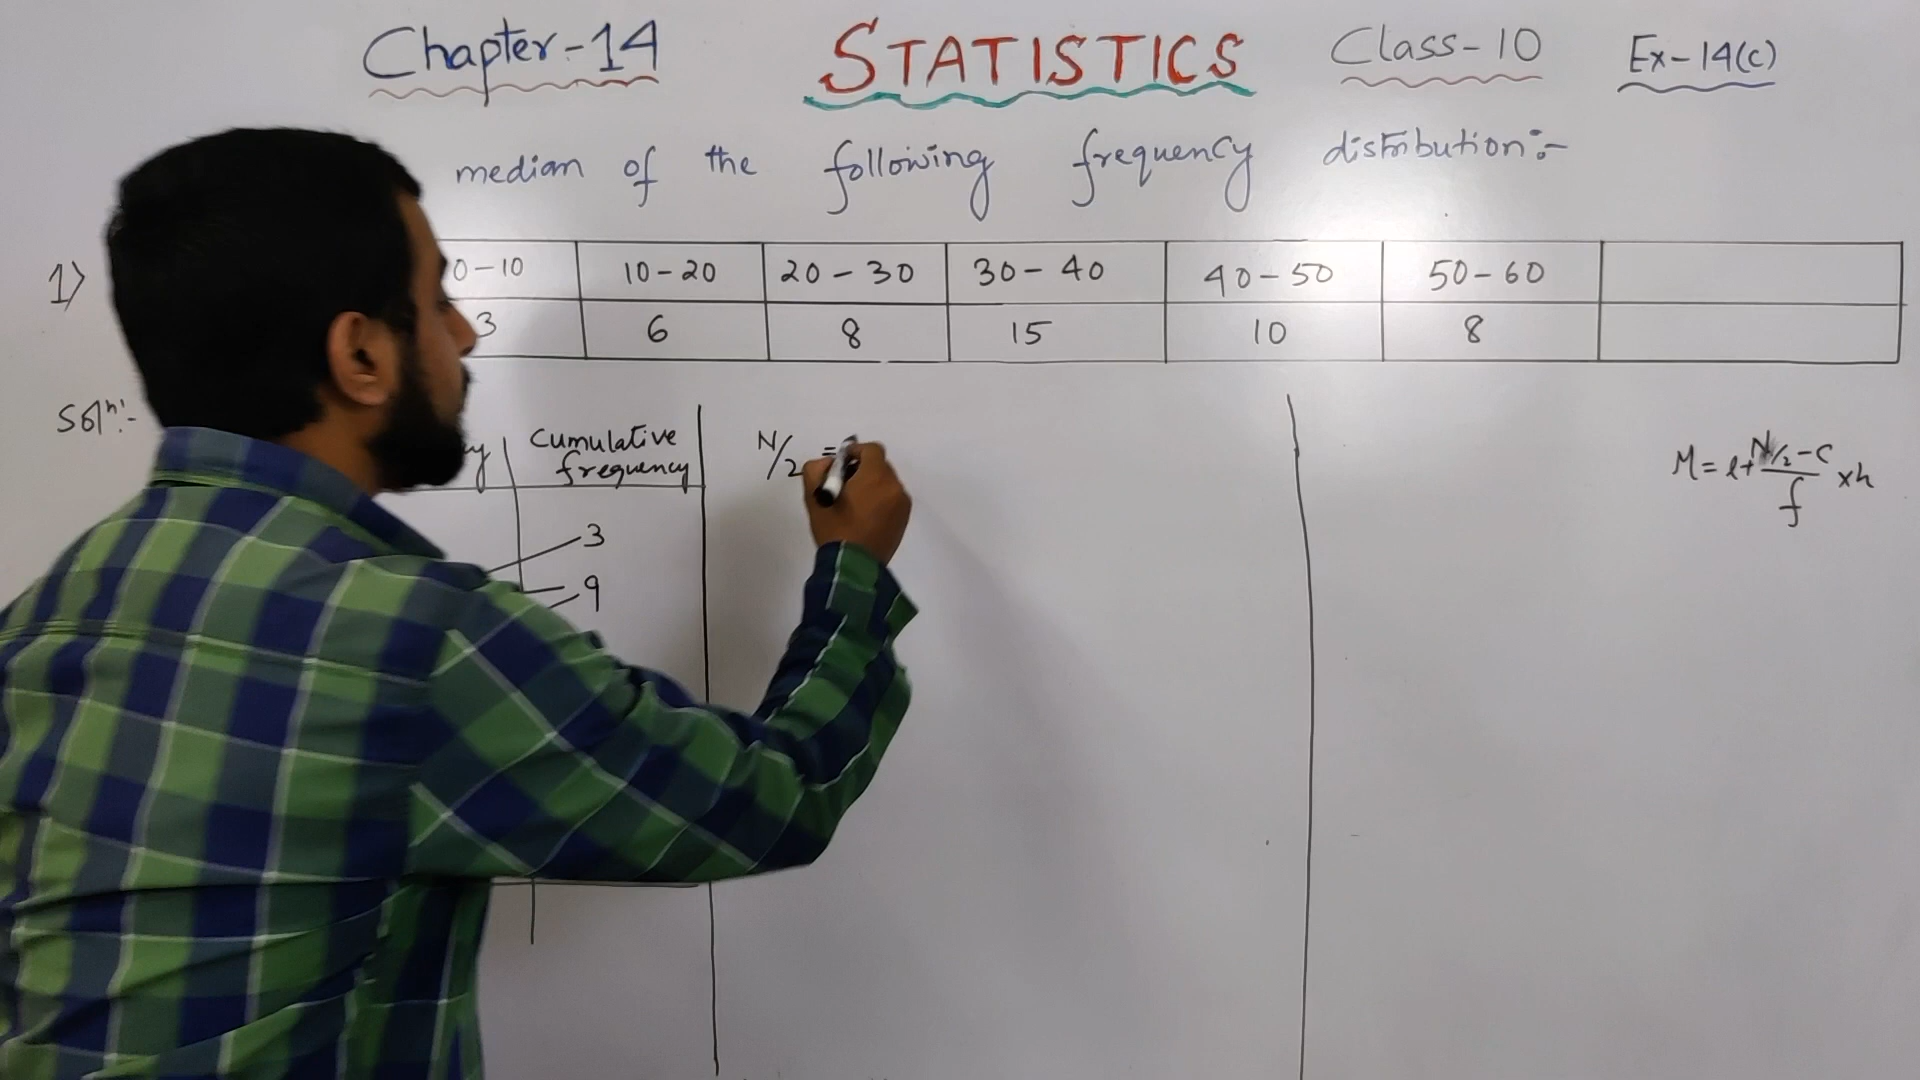 Chapter-14 STATISTICS Class-10 Ex-14(C)
median of the following frequency distribution:-
1) 0-10 10-20 20-30 30-40 40-50 50-60
3 6 8 15 10 8
Solⁿ:- Cumulative frequency N/2 =
M = l + N/2 - C / f × h
3
9